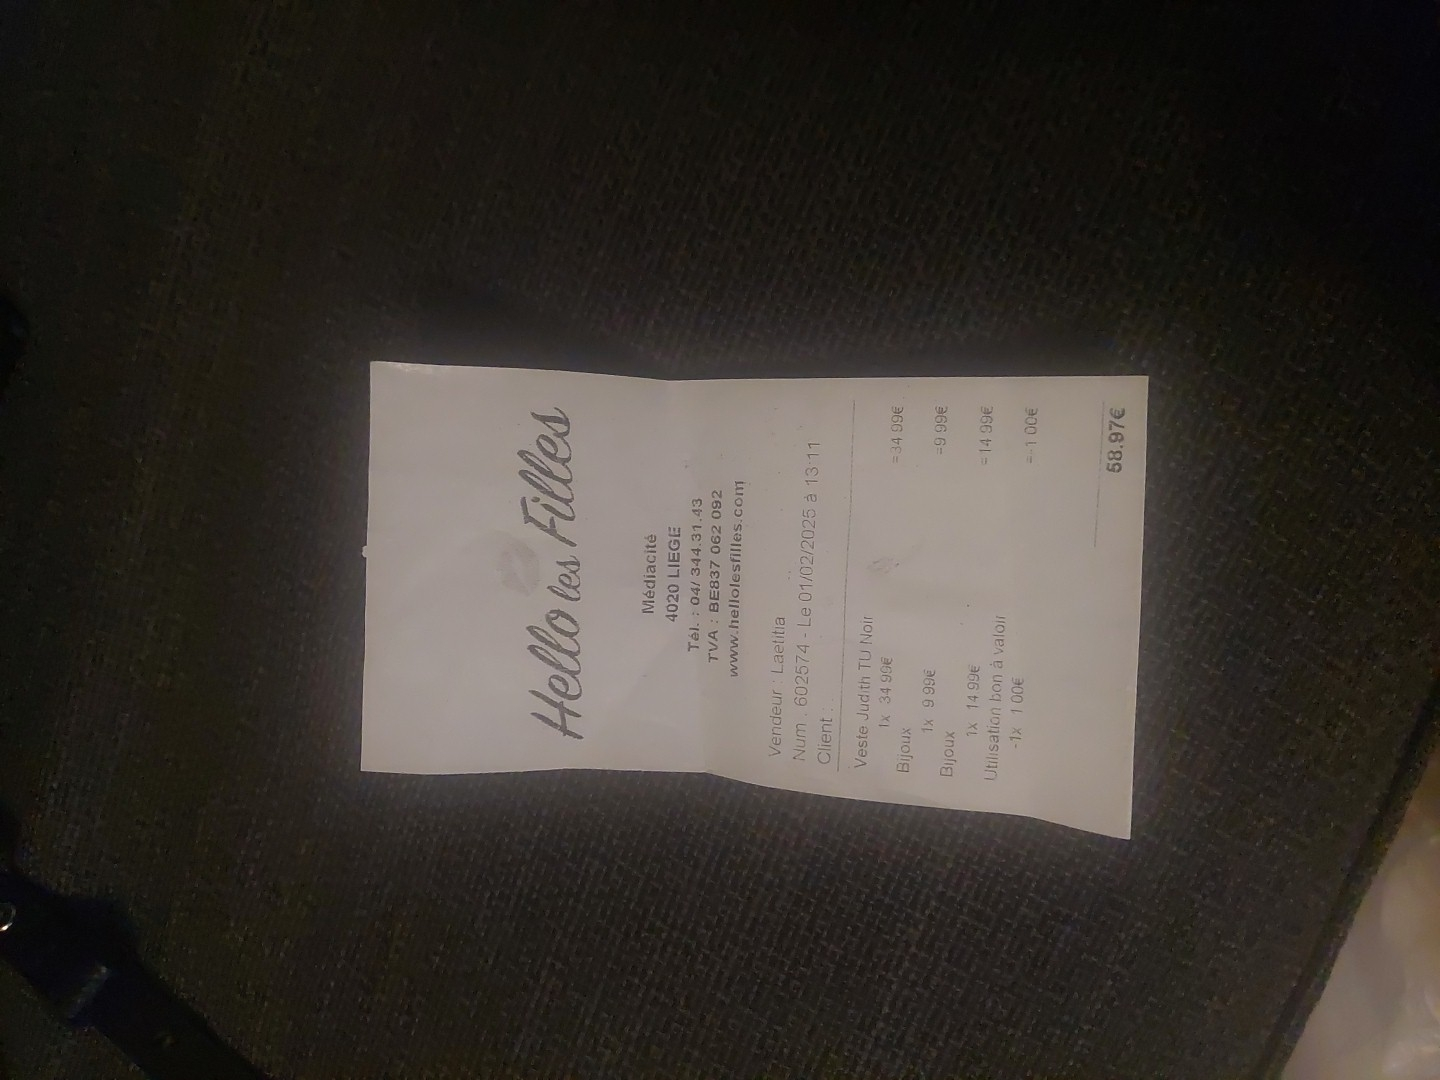 Hello les Filles
Médiacité
4020 LIEGE
Tél. : 04/ 344.31.43
TVA : BE837 062 092
www.hellolesfilles.com
Vendeur : Laetitia
Num : 602574 - Le 01/02/2025 à 13:11
Client :
Veste Judith TU Noir
1x 34.99€ =34.99€
Bijoux
1x 9.99€ =9.99€
Bijoux
1x 14.99€ =14.99€
Utilisation bon à valoir
-1x 1.00€ =-1.00€
58.97€